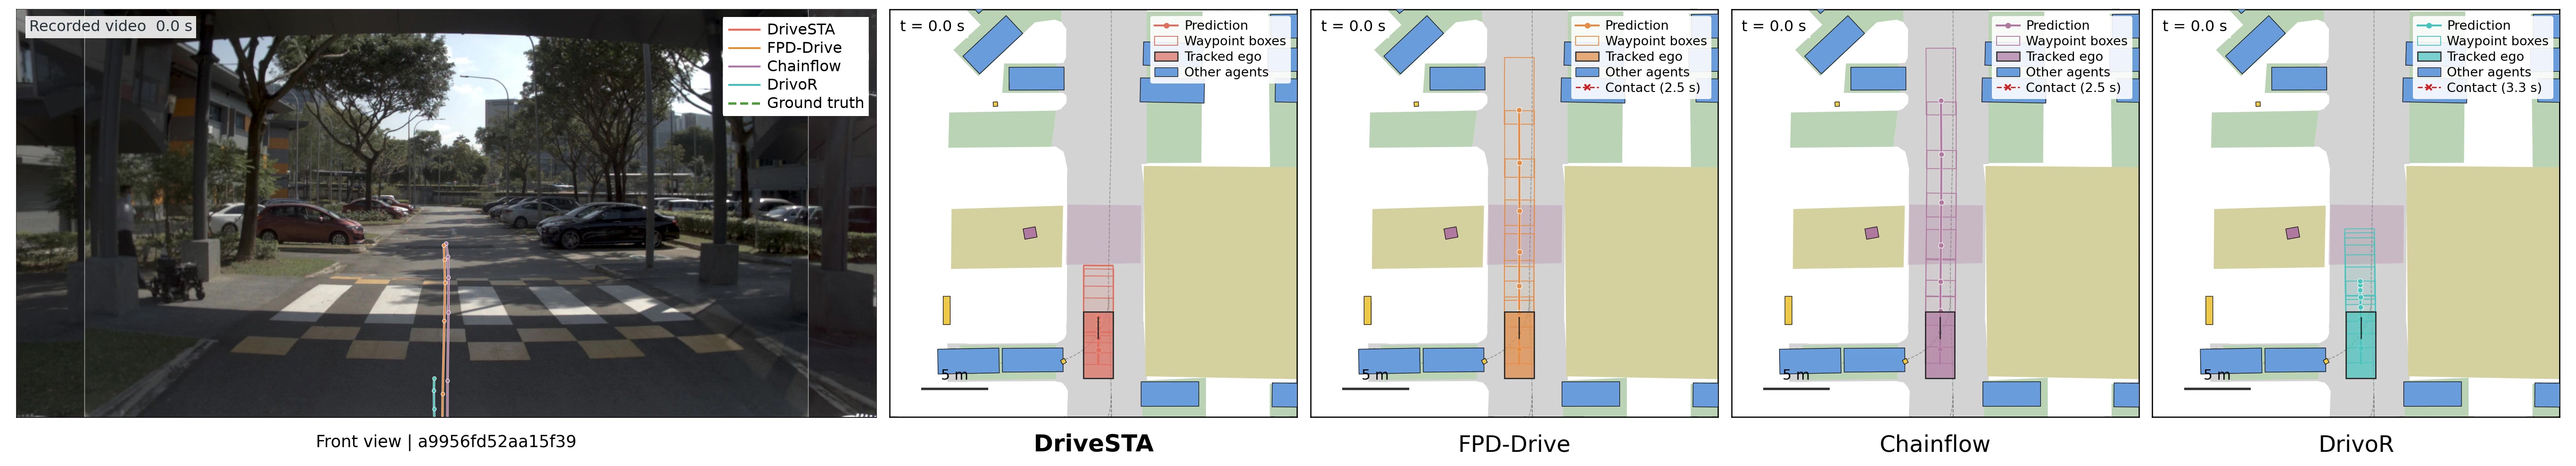 Recorded video 0.0 s
DriveSTA
FPD-Drive
Chainflow
DrivoR
Ground truth
Front view | a9956fd52aa15f39
t = 0.0 s
Prediction
Waypoint boxes
Tracked ego
Other agents
5 m
DriveSTA
t = 0.0 s
Prediction
Waypoint boxes
Tracked ego
Other agents
Contact (2.5 s)
5 m
FPD-Drive
t = 0.0 s
Prediction
Waypoint boxes
Tracked ego
Other agents
Contact (2.5 s)
5 m
Chainflow
t = 0.0 s
Prediction
Waypoint boxes
Tracked ego
Other agents
Contact (3.3 s)
5 m
DrivoR